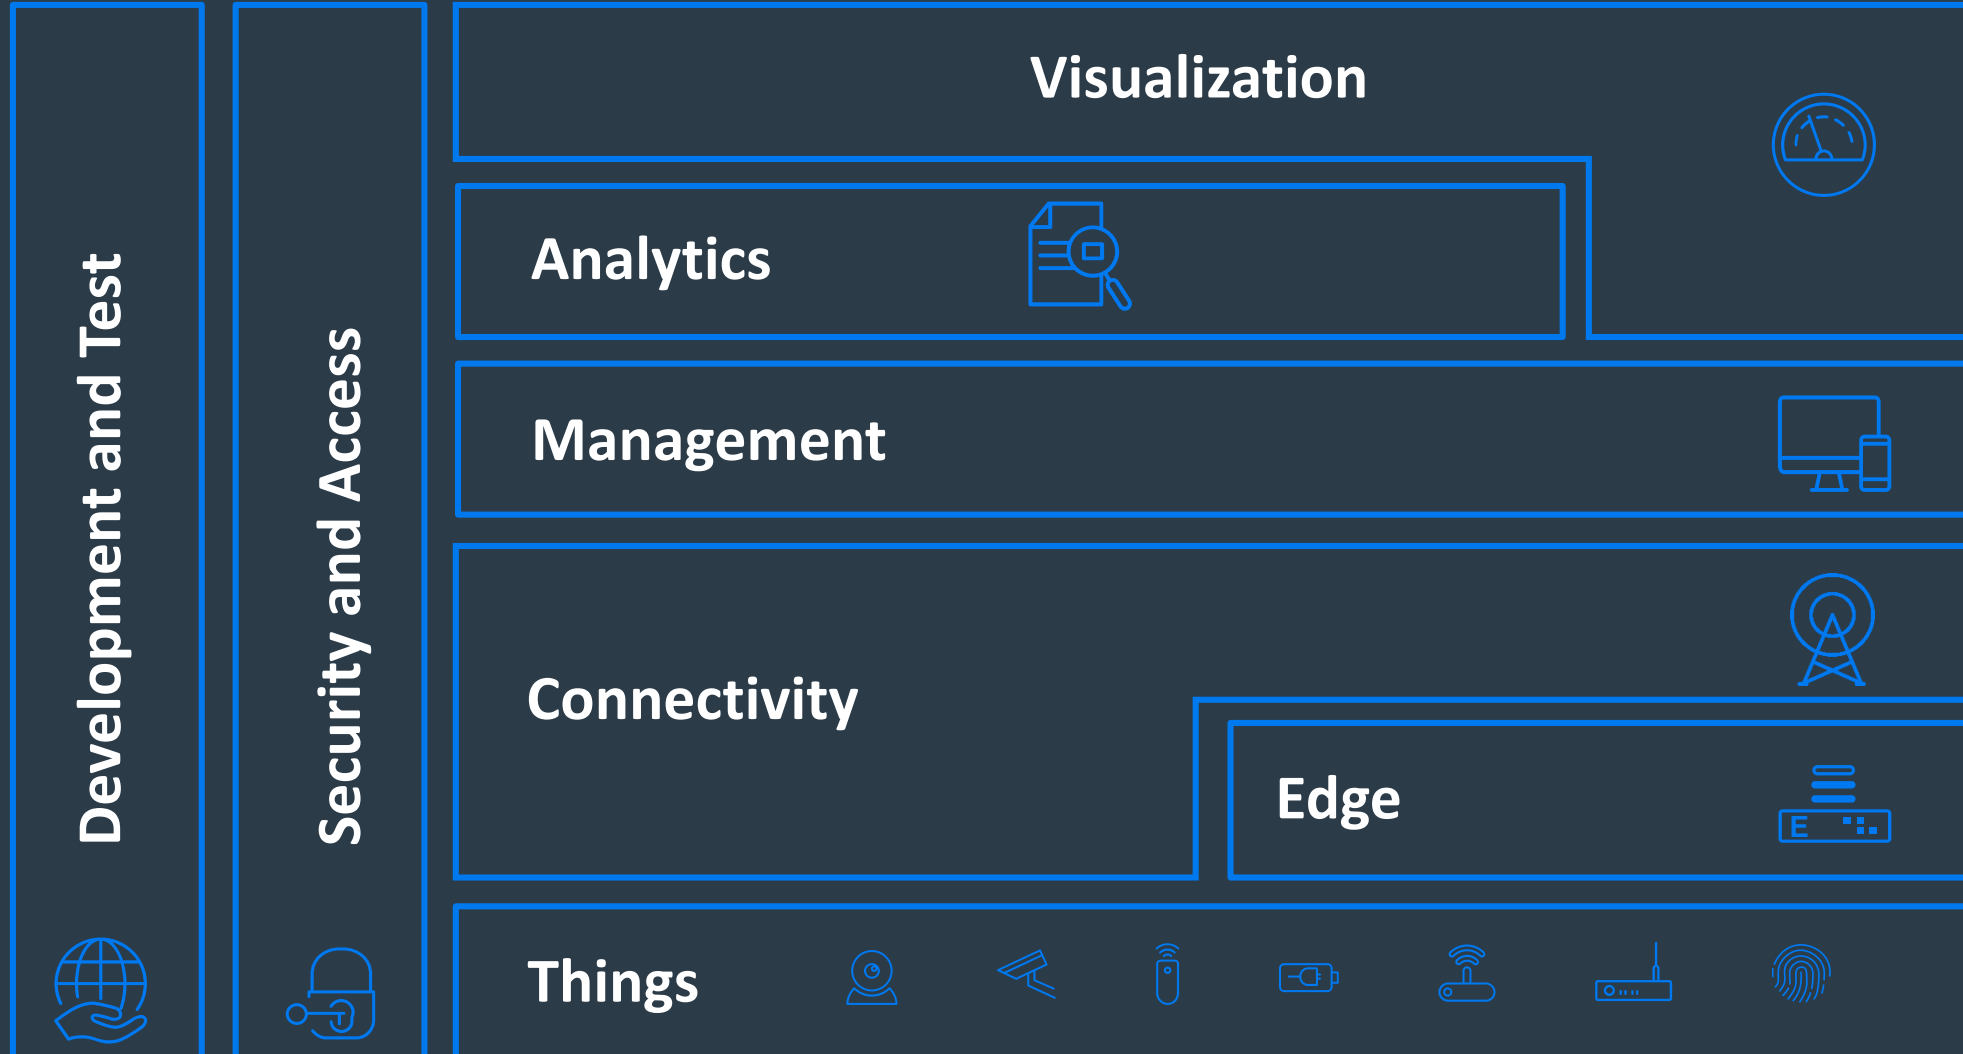 Development and Test
Security and Access
Visualization
Analytics
Management
Connectivity
Edge
E
Things